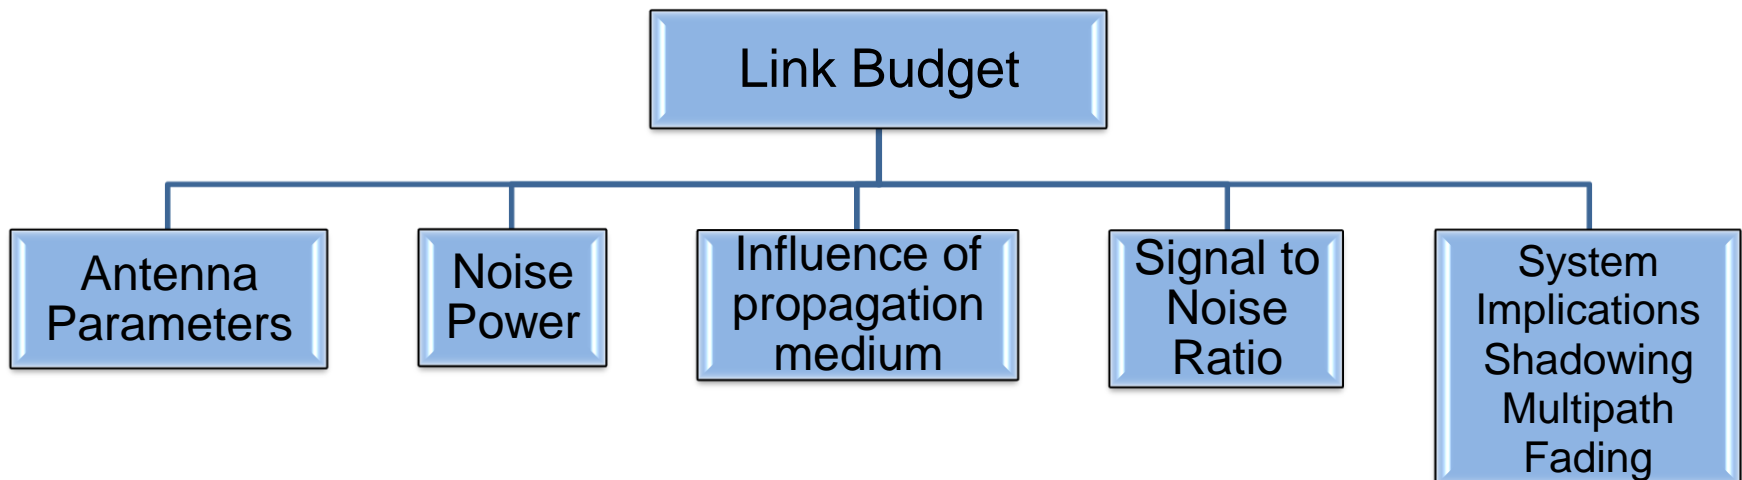 Link Budget
Antenna
Parameters
Noise
Power
Influence of
propagation
medium
Signal to
Noise
Ratio
System
Implications
Shadowing
Multipath
Fading